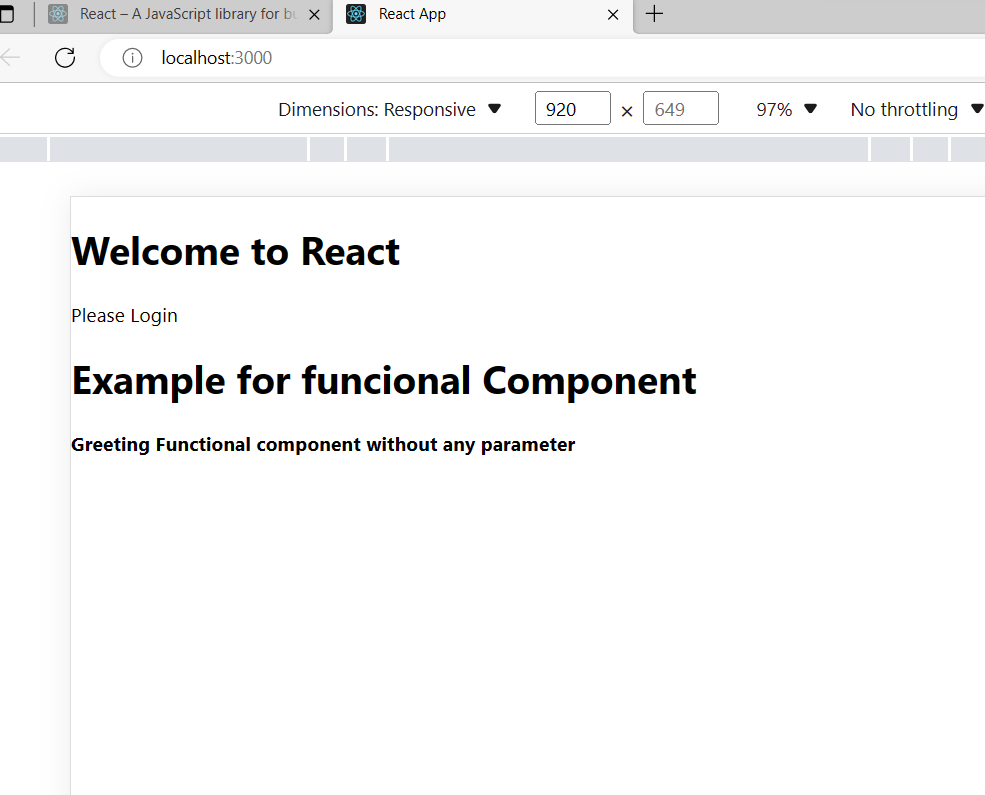 React – A JavaScript library for bu
React App
localhost:3000
Dimensions: Responsive 920 × 649 97% No throttling
Welcome to React
Please Login
Example for funcional Component
Greeting Functional component without any parameter